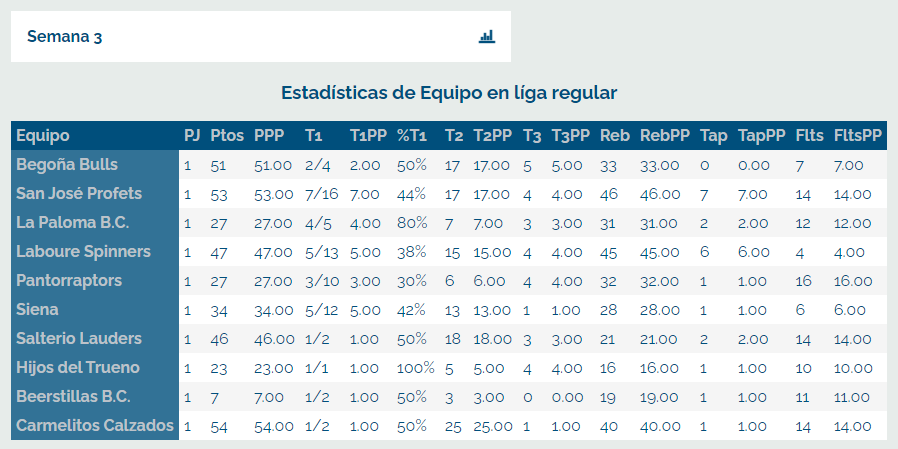 Semana 3
Estadísticas de Equipo en líga regular
Equipo PJ Ptos PPP T1 T1PP %T1 T2 T2PP T3 T3PP Reb RebPP Tap TapPP Flts FltsPP
Begoña Bulls 1 51 51.00 2/4 2.00 50% 17 17.00 5 5.00 33 33.00 0 0.00 7 7.00
San José Profets 1 53 53.00 7/16 7.00 44% 17 17.00 4 4.00 46 46.00 7 7.00 14 14.00
La Paloma B.C. 1 27 27.00 4/5 4.00 80% 7 7.00 3 3.00 31 31.00 2 2.00 12 12.00
Laboure Spinners 1 47 47.00 5/13 5.00 38% 15 15.00 4 4.00 45 45.00 6 6.00 4 4.00
Pantorraptors 1 27 27.00 3/10 3.00 30% 6 6.00 4 4.00 32 32.00 1 1.00 16 16.00
Siena 1 34 34.00 5/12 5.00 42% 13 13.00 1 1.00 28 28.00 1 1.00 6 6.00
Salterio Lauders 1 46 46.00 1/2 1.00 50% 18 18.00 3 3.00 21 21.00 2 2.00 14 14.00
Hijos del Trueno 1 23 23.00 1/1 1.00 100% 5 5.00 4 4.00 16 16.00 1 1.00 10 10.00
Beerstillas B.C. 1 7 7.00 1/2 1.00 50% 3 3.00 0 0.00 19 19.00 1 1.00 11 11.00
Carmelitos Calzados 1 54 54.00 1/2 1.00 50% 25 25.00 1 1.00 40 40.00 1 1.00 14 14.00